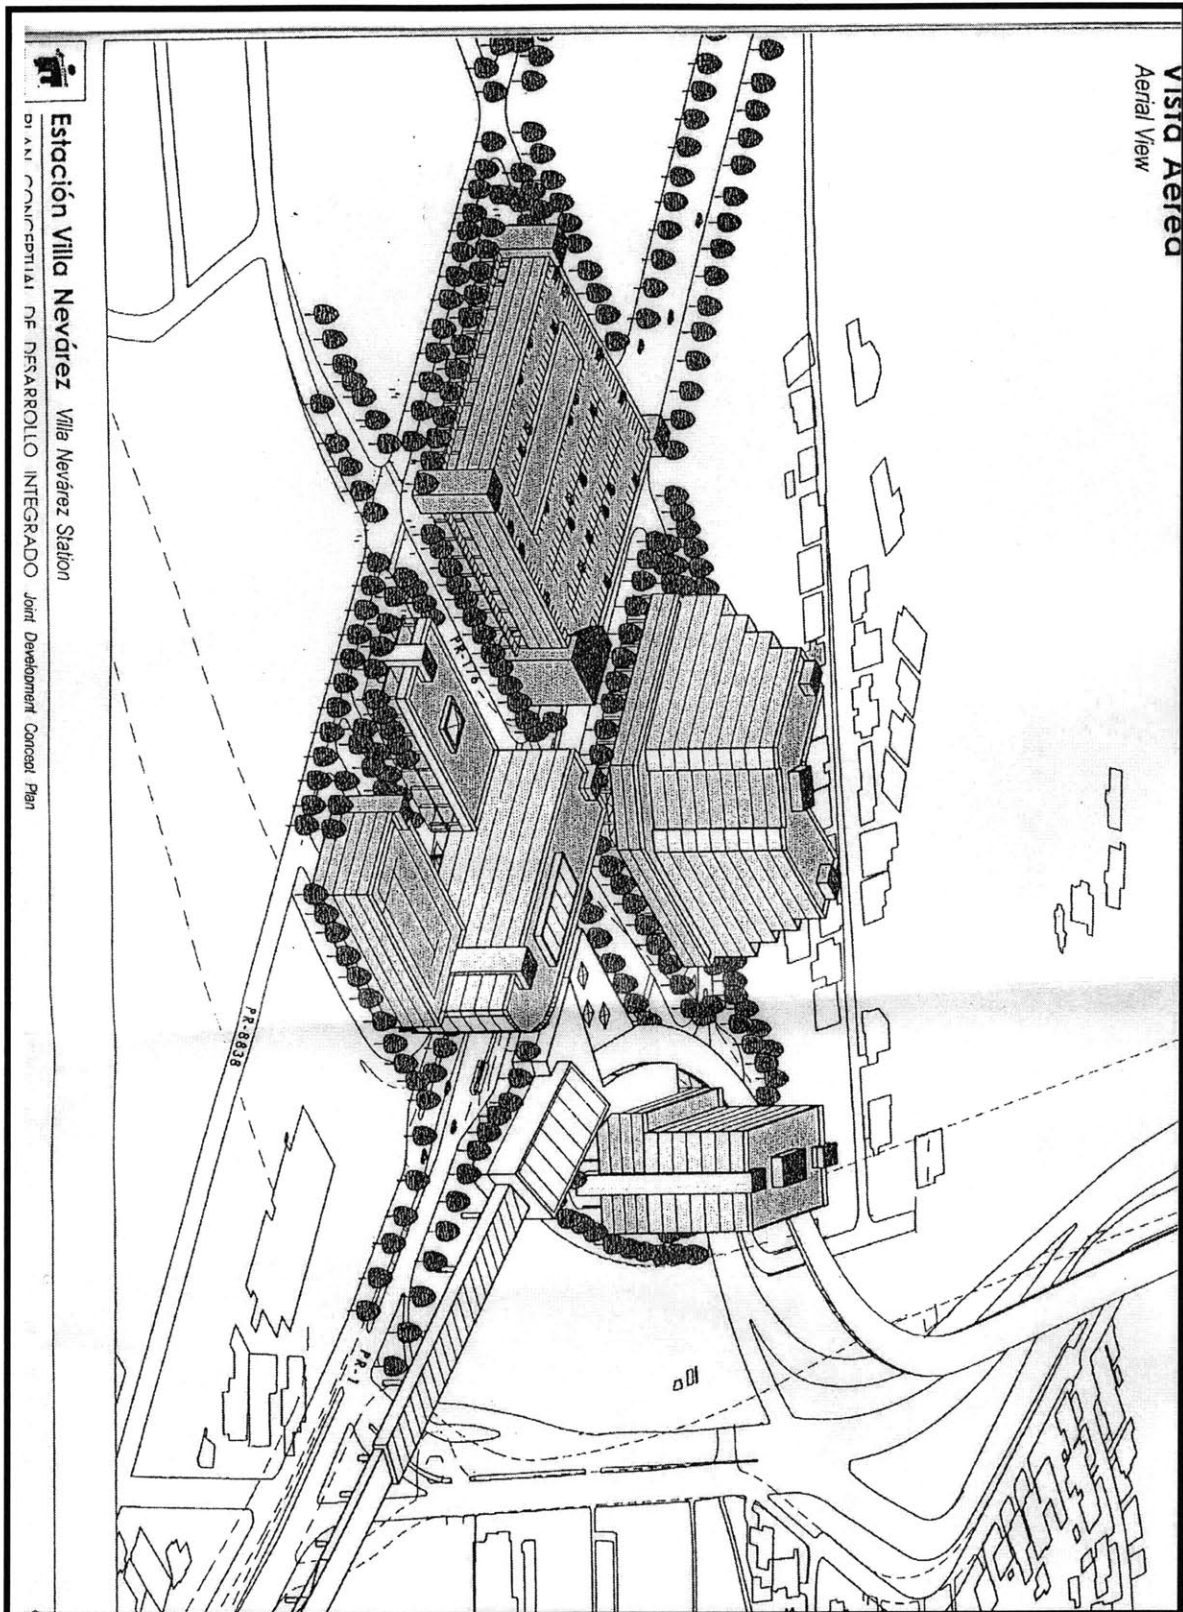 Vista Aérea
Aerial View
PR-176
PR-8838
PR-1
Estación Villa Nevárez Villa Nevárez Station
PLAN CONCEPTUAL DE DESARROLLO INTEGRADO Joint Development Concept Plan